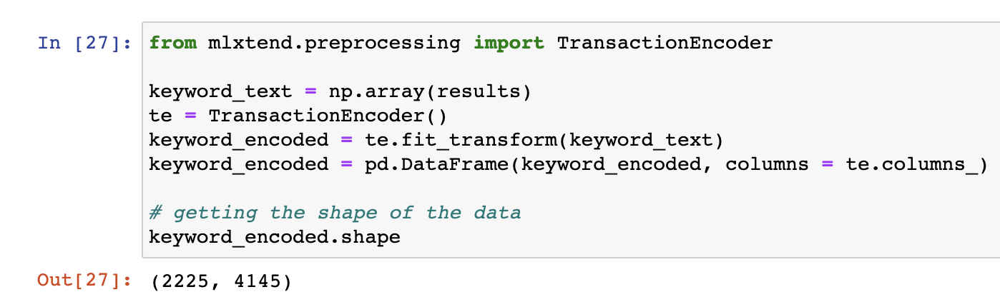 In [27]: from mlxtend.preprocessing import TransactionEncoder
keyword_text = np.array(results)
te = TransactionEncoder()
keyword_encoded = te.fit_transform(keyword_text)
keyword_encoded = pd.DataFrame(keyword_encoded, columns = te.columns_)
# getting the shape of the data
keyword_encoded.shape
Out[27]: (2225, 4145)